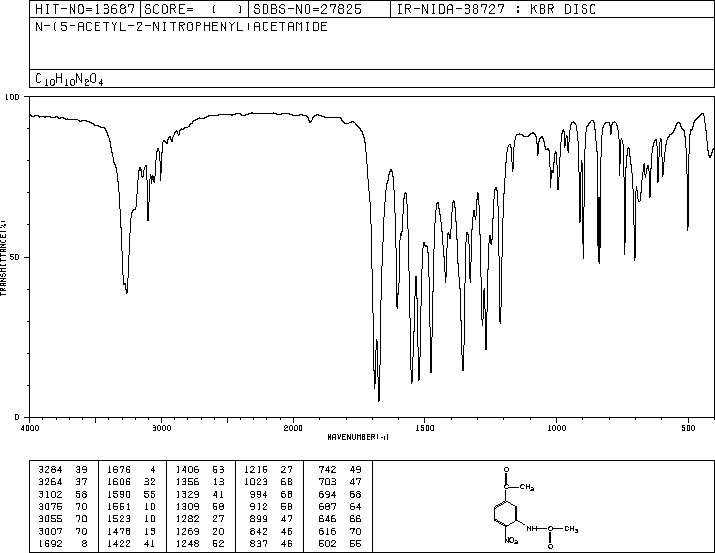 HIT-NO=13687 SCORE= ( ) SDBS-NO=27825 IR-NIDA-38727 : KBR DISC
N-(5-ACETYL-2-NITROPHENYL)ACETAMIDE
C10H10N2O4
100
50
0
TRANSMITTANCE(%)
4000 3000 2000 1500 1000 500
WAVENUMBER(-1)
3284 39 1676 4 1406 53 1216 27 742 49
3264 37 1606 32 1356 13 1023 68 703 47
3102 58 1590 55 1329 41 994 68 694 68
3075 70 1551 10 1309 58 912 58 687 64
3055 70 1523 10 1282 27 899 47 646 66
3007 70 1478 13 1269 20 842 46 616 70
1692 8 1422 41 1248 52 837 46 502 55
O
C CH3
NH C CH3
NO2 O